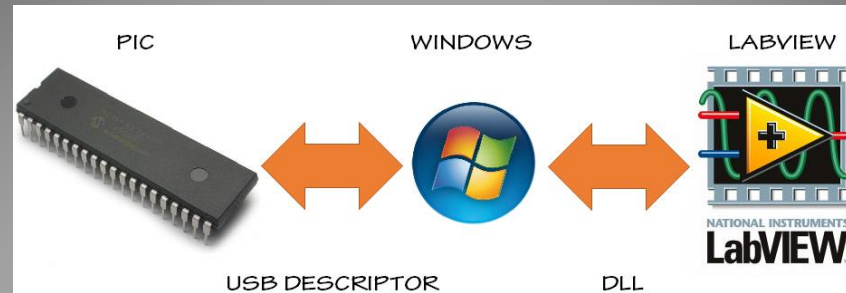 PIC
WINDOWS
LABVIEW
USB DESCRIPTOR
DLL
NATIONAL INSTRUMENTS
LabVIEW